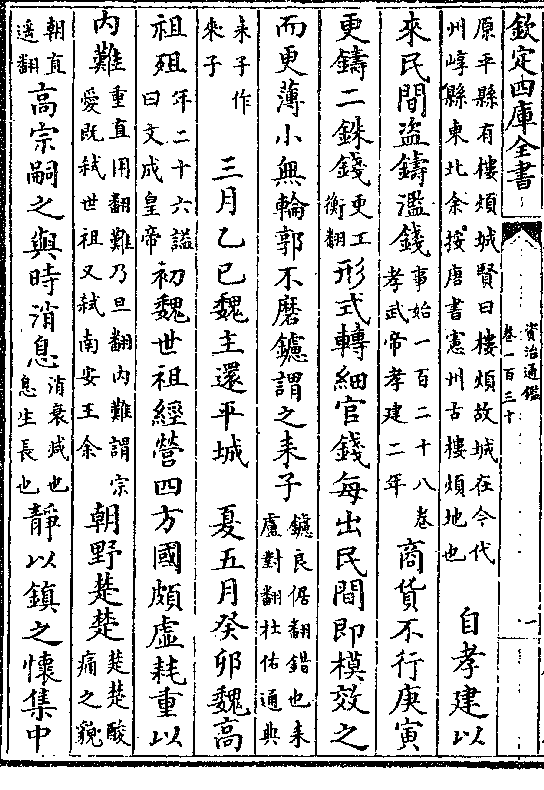 欽定四庫全書
資治通鑑
卷一百三十
一
原平縣有樓煩城賢曰樓煩故城在今代
州崞縣東北余按唐書憲州古樓煩地也
自孝建以
來民間盜鑄濫錢
事始一百二十八卷
孝武帝孝建二年
商貨不行庚寅
更鑄二銖錢
更工
衡翻
形式轉細官錢每出民間即模效之
而更薄小無輪郭不磨鑢謂之耒子
鑢良倨翻錯也耒
盧對翻杜佑通典
耒子作
來子
三月乙巳魏主還平城
夏五月癸卯魏高
祖殂
年二十六諡
曰文成皇帝
初魏世祖經營四方國頗虛耗重以
內難
重直用翻難乃旦翻內難謂宗
愛既弑世祖又弑南安王余
朝野楚楚
楚楚酸
痛之貌
朝直
遥翻
高宗嗣之與時消息
消衰減也
息生長也
靜以鎮之懷集中